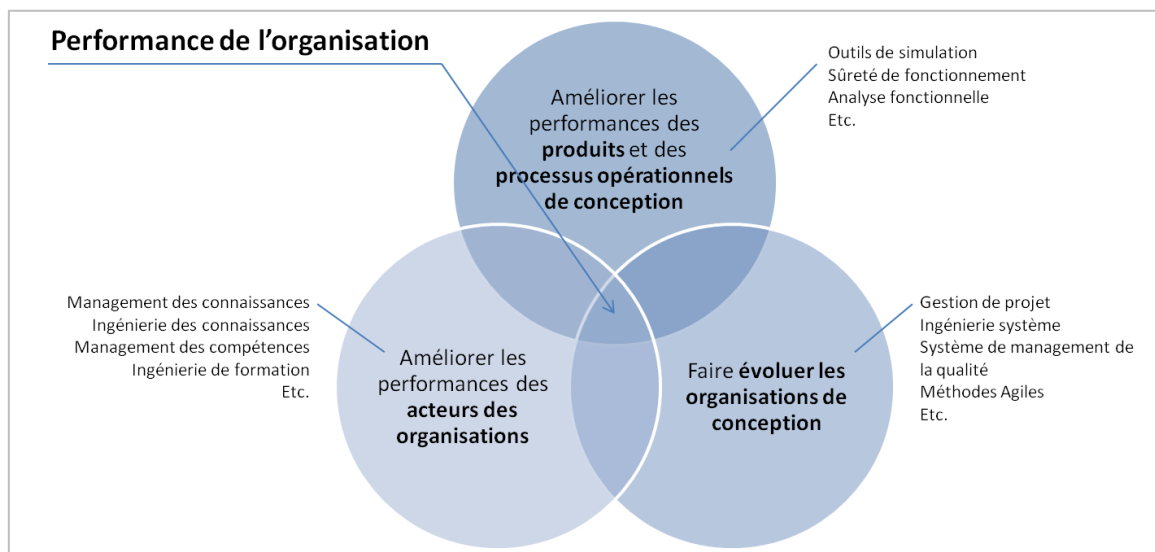 Performance de l’organisation
Outils de simulation
Sûreté de fonctionnement
Analyse fonctionnelle
Etc.
Améliorer les
performances des
produits et des
processus opérationnels
de conception
Management des connaissances
Ingénierie des connaissances
Management des compétences
Ingénierie de formation
Etc.
Améliorer les
performances des
acteurs des
organisations
Faire évoluer les
organisations de
conception
Gestion de projet
Ingénierie système
Système de management de
la qualité
Méthodes Agiles
Etc.